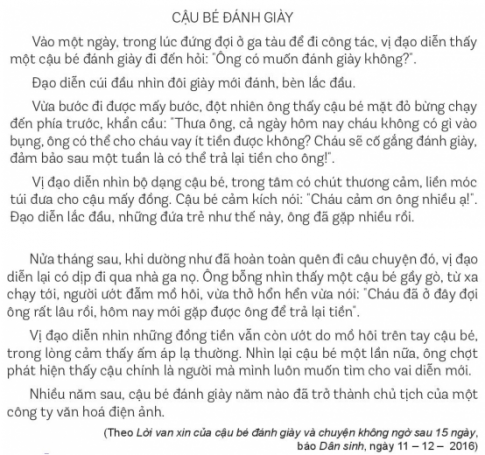 CẬU BÉ ĐÁNH GIÀY
Vào một ngày, trong lúc đứng đợi ở ga tàu để đi công tác, vị đạo diễn thấy
một cậu bé đánh giày đi đến hỏi: "Ông có muốn đánh giày không?".
Đạo diễn cúi đầu nhìn đôi giày mới đánh, bèn lắc đầu.
Vừa bước đi được mấy bước, đột nhiên ông thấy cậu bé mặt đỏ bừng chạy
đến phía trước, khẩn cầu: "Thưa ông, cả ngày hôm nay cháu không có gì vào
bụng, ông có thể cho cháu vay ít tiền được không? Cháu sẽ cố gắng đánh giày,
đảm bảo sau một tuần là có thể trả lại tiền cho ông!".
Vị đạo diễn nhìn bộ dạng cậu bé, trong tâm có chút thương cảm, liền móc
túi đưa cho cậu mấy đồng. Cậu bé cảm kích nói: "Cháu cảm ơn ông nhiều ạ!".
Đạo diễn lắc đầu, những đứa trẻ như thế này, ông đã gặp nhiều rồi.
Nửa tháng sau, khi dường như đã hoàn toàn quên đi câu chuyện đó, vị đạo
diễn lại có dịp đi qua nhà ga nọ. Ông bỗng nhìn thấy một cậu bé gầy gò, từ xa
chạy tới, người ướt đẫm mồ hôi, vừa thở hổn hển vừa nói: "Cháu đã ở đây đợi
ông rất lâu rồi, hôm nay mới gặp được ông để trả lại tiền".
Vị đạo diễn nhìn những đồng tiền vẫn còn ướt do mồ hôi trên tay cậu bé,
trong lòng cảm thấy ấm áp lạ thường. Nhìn lại cậu bé một lần nữa, ông chợt
phát hiện thấy cậu chính là người mà mình luôn muốn tìm cho vai diễn mới.
Nhiều năm sau, cậu bé đánh giày năm nào đã trở thành chủ tịch của một
công ty văn hoá điện ảnh.
(Theo Lời van xin của cậu bé đánh giày và chuyện không ngờ sau 15 ngày,
báo Dân sinh, ngày 11 – 12 – 2016)